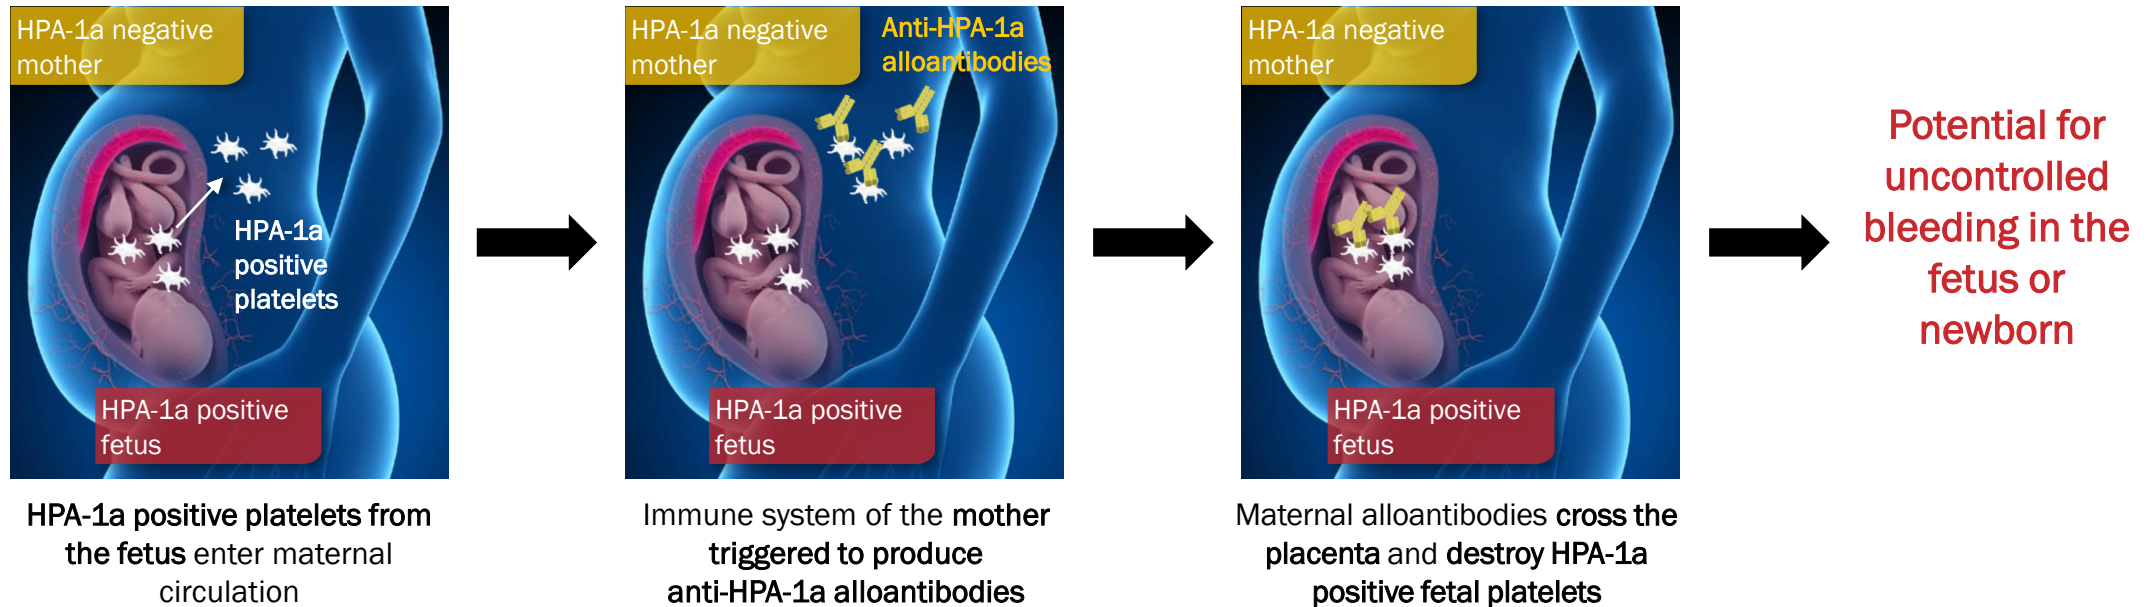 HPA-1a negative
mother
HPA-1a
positive
platelets
HPA-1a positive
fetus
HPA-1a positive platelets from
the fetus enter maternal
circulation
HPA-1a negative
mother
Anti-HPA-1a
alloantibodies
HPA-1a positive
fetus
Immune system of the mother
triggered to produce
anti-HPA-1a alloantibodies
HPA-1a negative
mother
HPA-1a positive
fetus
Maternal alloantibodies cross the
placenta and destroy HPA-1a
positive fetal platelets
Potential for
uncontrolled
bleeding in the
fetus or
newborn